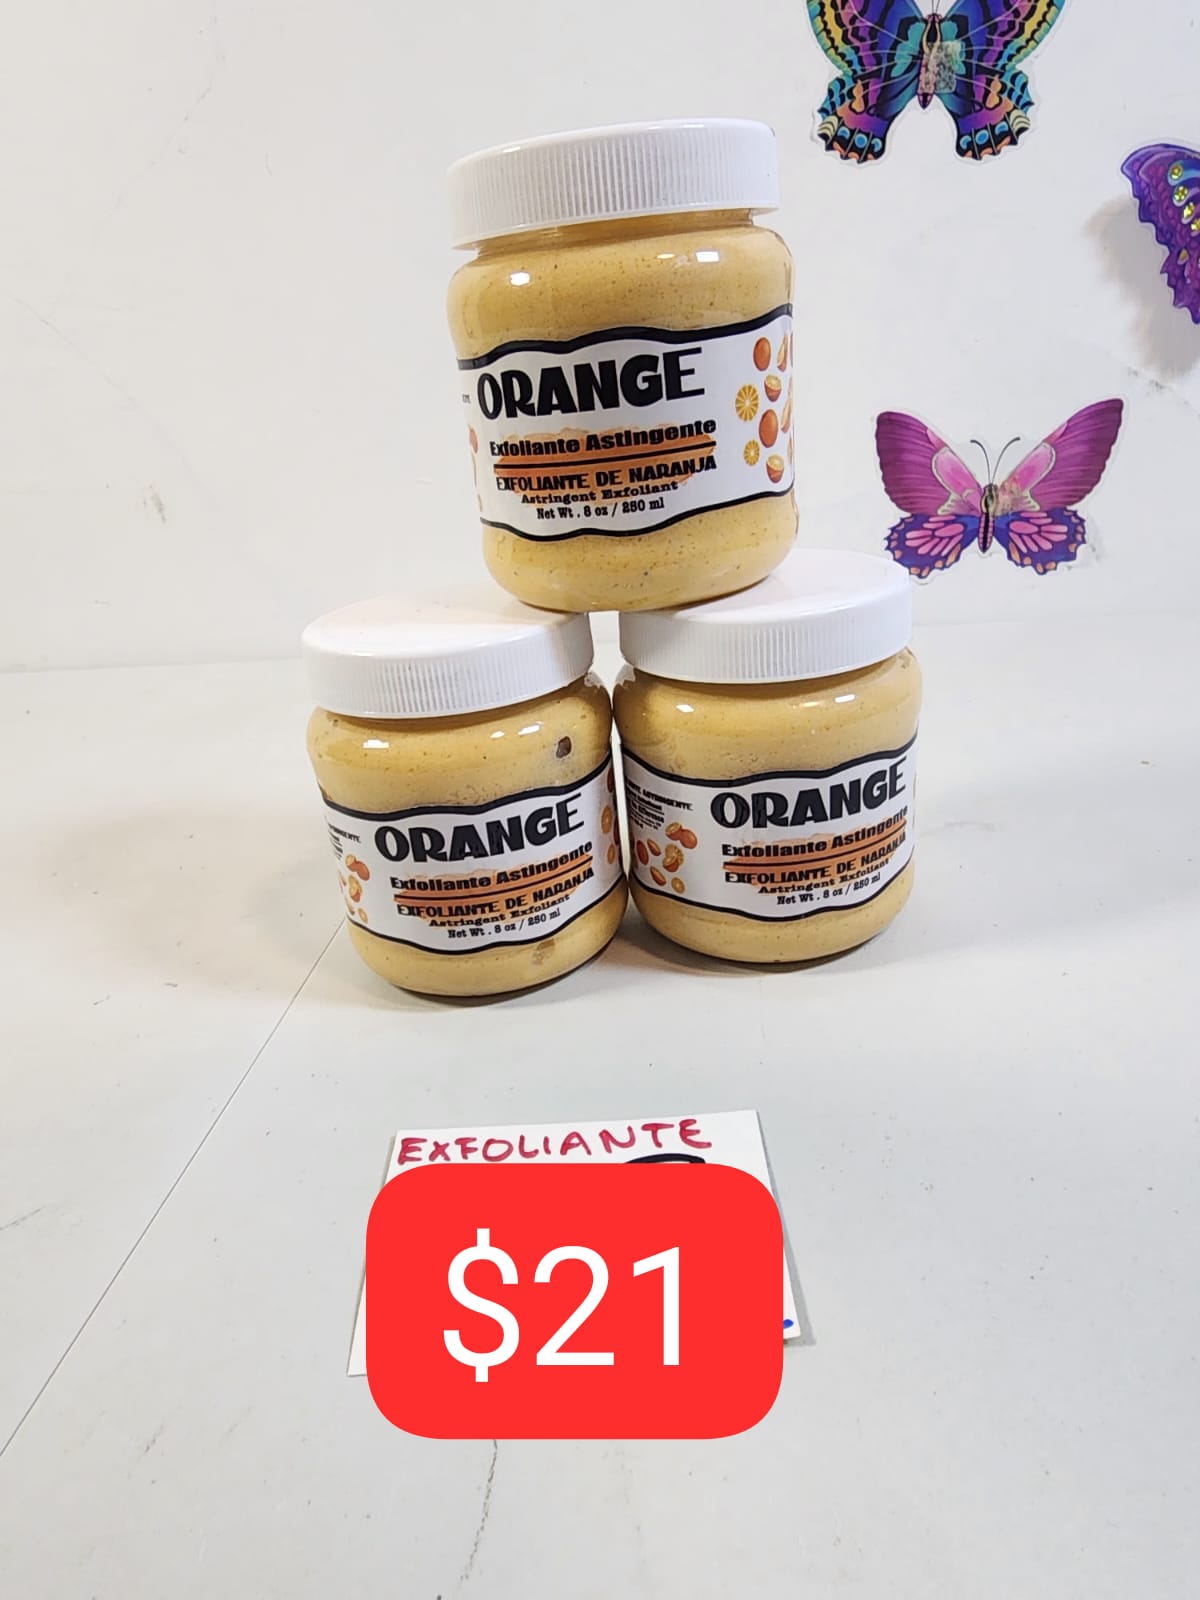 ORANGE
Exfoliante Astingente
EXFOLIANTE DE NARANJA
Astringent Exfoliant
Net Wt . 8 oz / 250 ml
ORANGE
Exfoliante Astingente
EXFOLIANTE DE NARANJA
Astringent Exfoliant
Net Wt . 8 oz / 250 ml
ORANGE
Exfoliante Astingente
EXFOLIANTE DE NARANJA
Astringent Exfoliant
Net Wt . 8 oz / 250 ml
EXFOLIANTE
$21